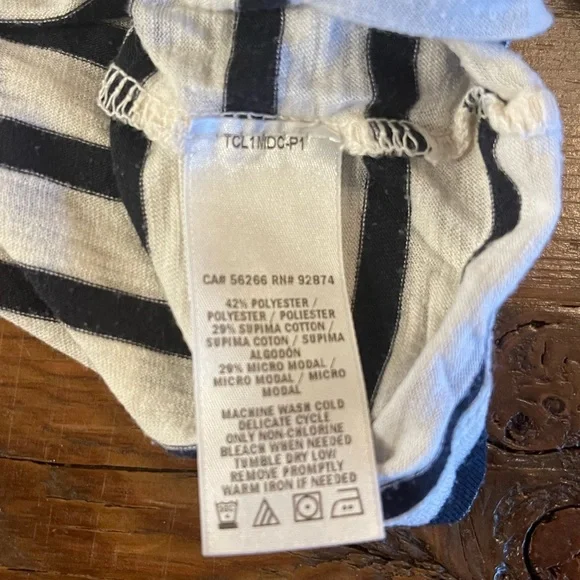 TCL1MDC-P1
CA# 56266 RN# 92874
42% POLYESTER /
POLYESTER / POLIESTER
29% SUPIMA COTTON /
SUPIMA COTON / SUPIMA
ALGODÓN
29% MICRO MODAL /
MICRO MODAL / MICRO
MODAL
MACHINE WASH COLD
DELICATE CYCLE
ONLY NON-CHLORINE
BLEACH WHEN NEEDED
TUMBLE DRY LOW
REMOVE PROMPTLY
WARM IRON IF NEEDED